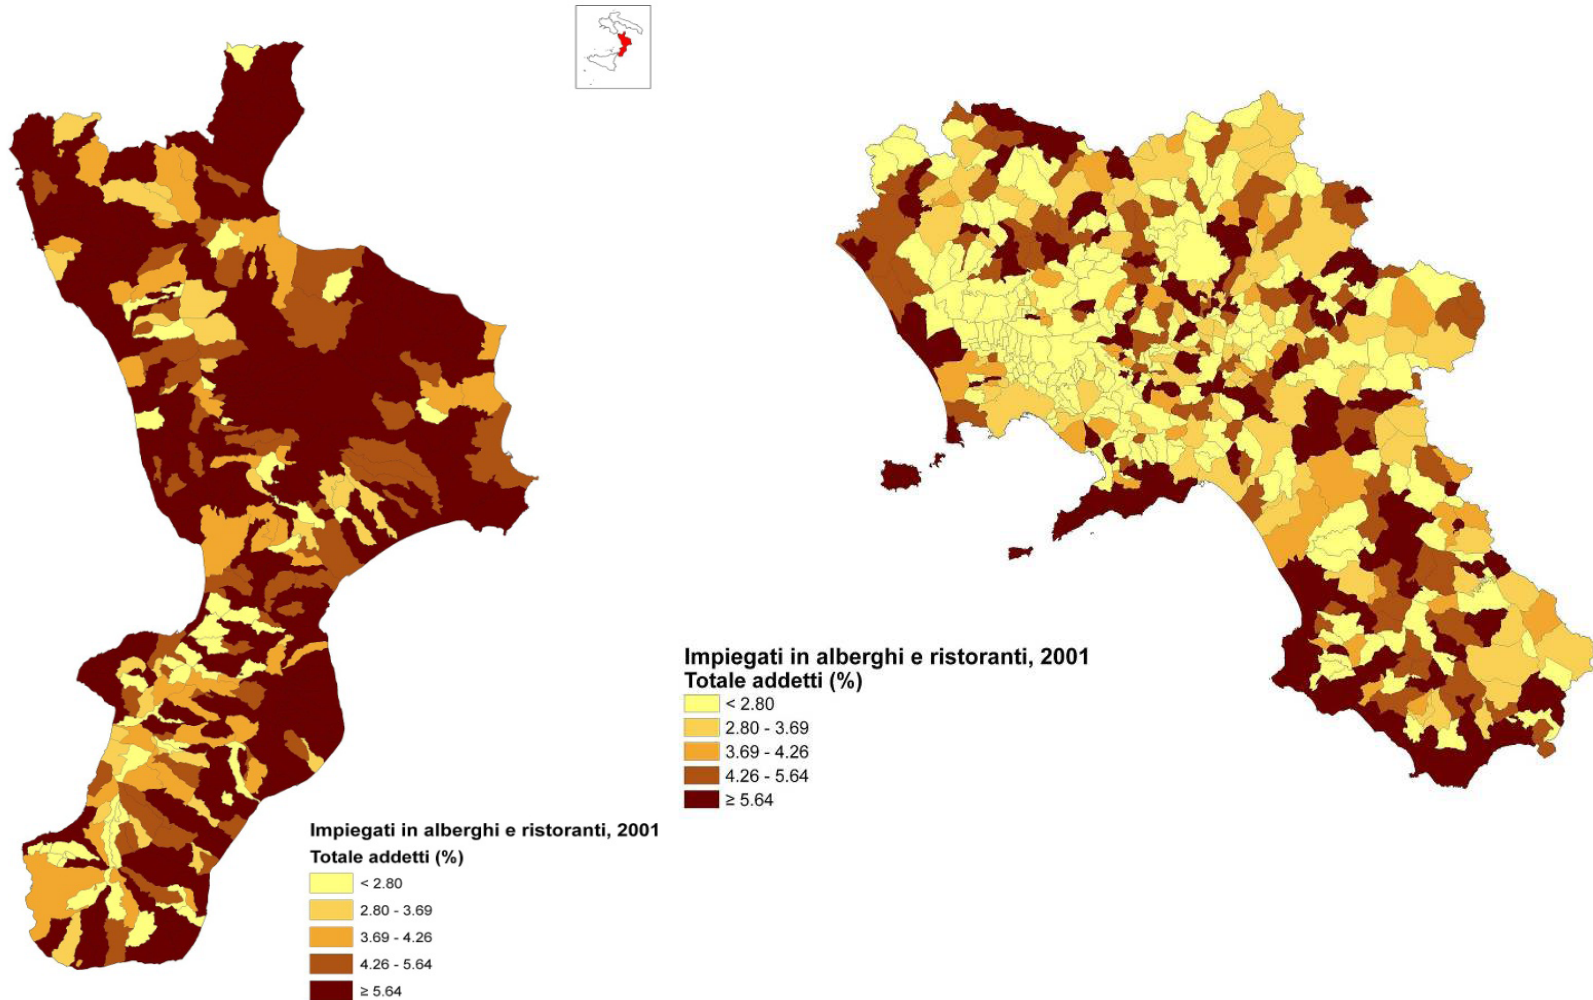 Impiegati in alberghi e ristoranti, 2001
Totale addetti (%)
< 2.80
2.80 - 3.69
3.69 - 4.26
4.26 - 5.64
≥ 5.64
Impiegati in alberghi e ristoranti, 2001
Totale addetti (%)
< 2.80
2.80 - 3.69
3.69 - 4.26
4.26 - 5.64
≥ 5.64